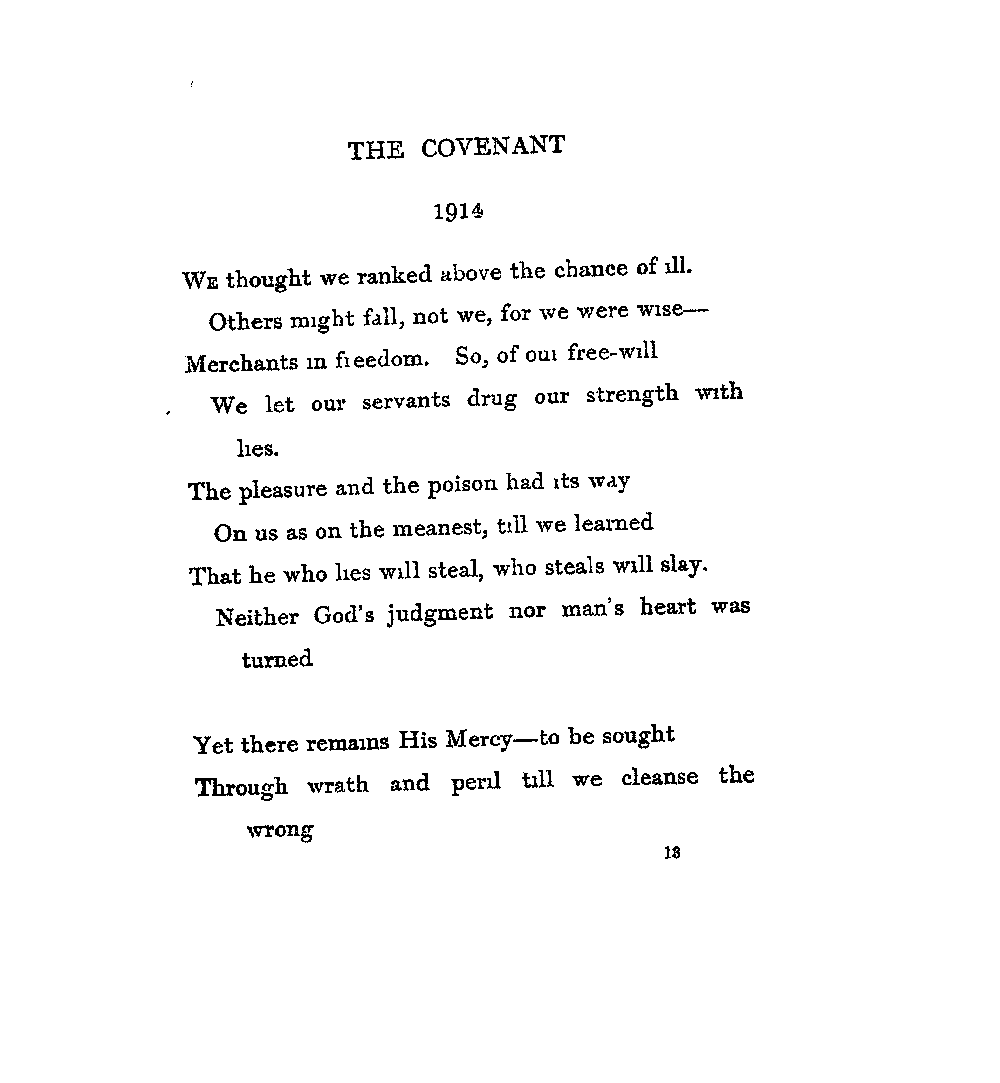 THE COVENANT
1914
WE thought we ranked above the chance of ill.
Others might fall, not we, for we were wise—
Merchants in freedom. So, of our free-will
We let our servants drug our strength with
lies.
The pleasure and the poison had its way
On us as on the meanest, till we learned
That he who lies will steal, who steals will slay.
Neither God's judgment nor man's heart was
turned
Yet there remains His Mercy—to be sought
Through wrath and peril till we cleanse the
wrong
13